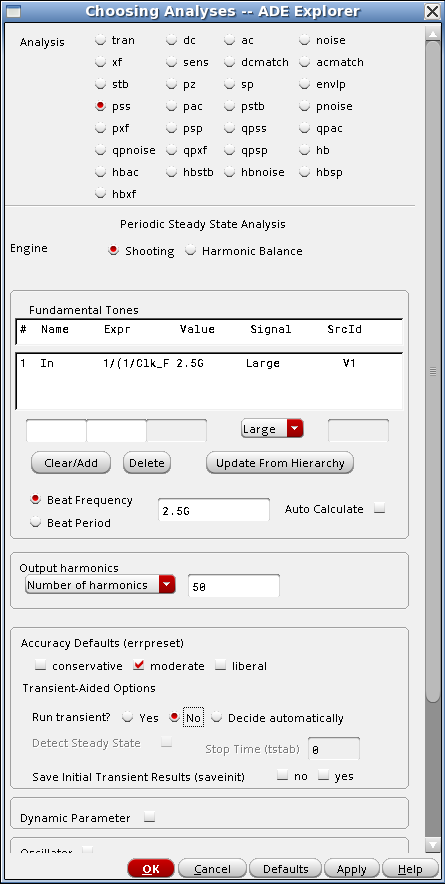 Choosing Analyses -- ADE Explorer
Analysis tran dc ac noise
xf sens dcmatch acmatch
stb pz sp envlp
pss pac pstb pnoise
pxf psp qpss qpac
qpnoise qpxf qpsp hb
hbac hbstb hbnoise hbsp
hbxf
Periodic Steady State Analysis
Engine Shooting Harmonic Balance
Fundamental Tones
# Name Expr Value Signal SrcId
1 In 1/(1/Clk_F 2.5G Large V1
Large
Clear/Add Delete Update From Hierarchy
Beat Frequency 2.5G Auto Calculate
Beat Period
Output harmonics
Number of harmonics 50
Accuracy Defaults (errpreset)
conservative moderate liberal
Transient-Aided Options
Run transient? Yes No Decide automatically
Detect Steady State Stop Time (tstab) 0
Save Initial Transient Results (saveinit) no yes
Dynamic Parameter
Oscillator
OK Cancel Defaults Apply Help